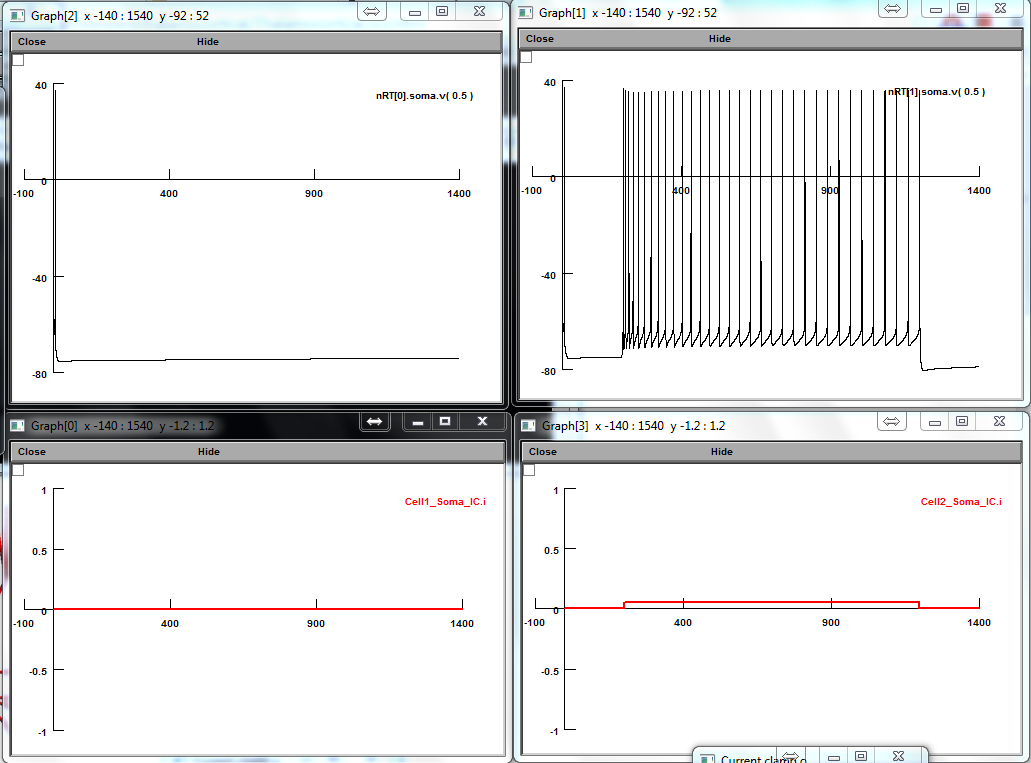 Graph[2] x -140 : 1540 y -92 : 52
Close Hide
nRT[0].soma.v( 0.5 )
40
0
-40
-80
-100 400 900 1400
Graph[1] x -140 : 1540 y -92 : 52
Close Hide
nRT[1].soma.v( 0.5 )
40
0
-40
-80
-100 400 900 1400
Graph[0] x -140 : 1540 y -1.2 : 1.2
Close Hide
Cell1_Soma_IC.i
1
0.5
0
-0.5
-1
-100 400 900 1400
Graph[3] x -140 : 1540 y -1.2 : 1.2
Close Hide
Cell2_Soma_IC.i
1
0.5
0
-0.5
-1
-100 400 900 1400
Current clamp o